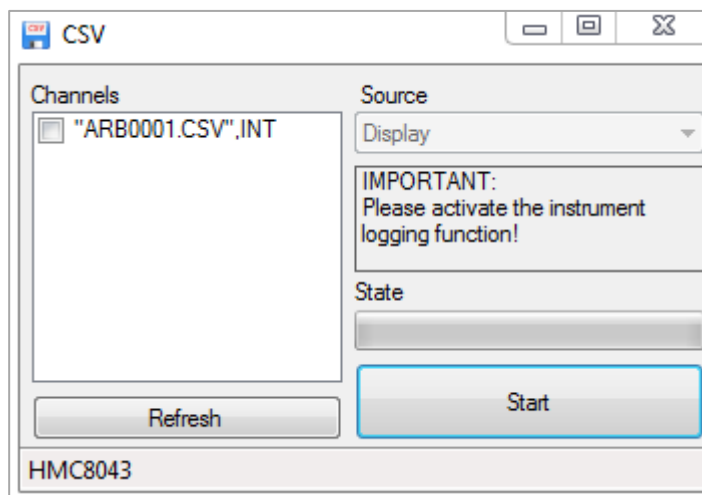 CSV
Channels
"ARB0001.CSV",INT
Refresh
Source
Display
IMPORTANT:
Please activate the instrument
logging function!
State
Start
HMC8043